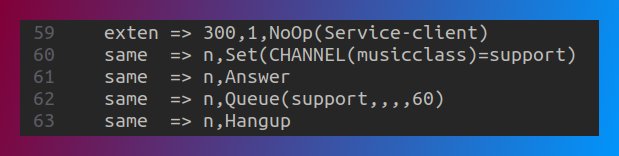 59 exten => 300,1,NoOp(Service-client)
60 same => n,Set(CHANNEL(musicclass)=support)
61 same => n,Answer
62 same => n,Queue(support,,,,60)
63 same => n,Hangup